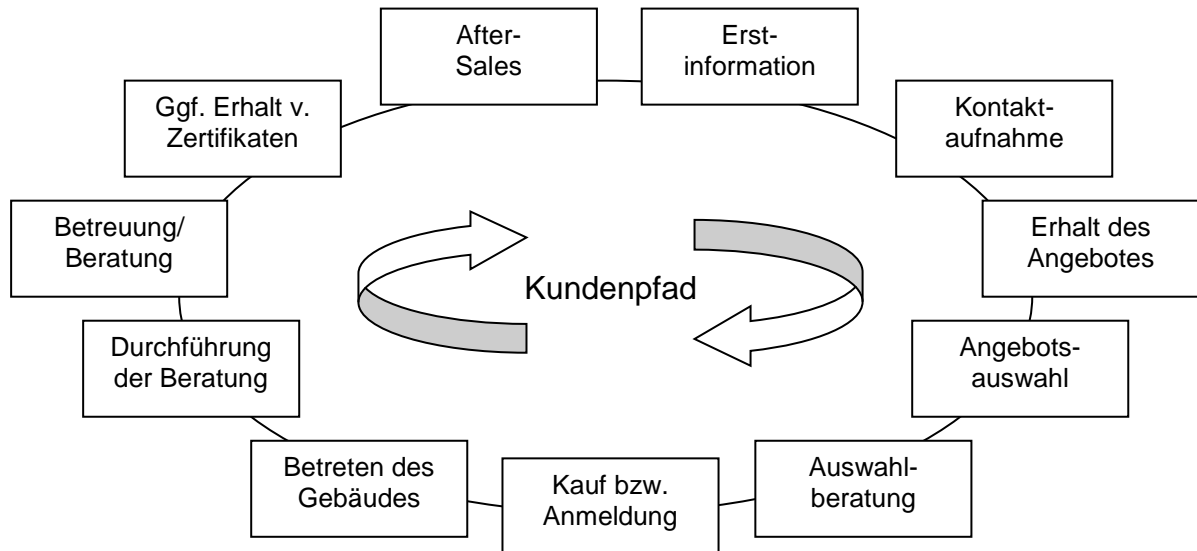 After-
Sales
Erst-
information
Ggf. Erhalt v.
Zertifikaten
Kontakt-
aufnahme
Betreuung/
Beratung
Erhalt des
Angebotes
Kundenpfad
Durchführung
der Beratung
Angebots-
auswahl
Betreten des
Gebäudes
Kauf bzw.
Anmeldung
Auswahl-
beratung